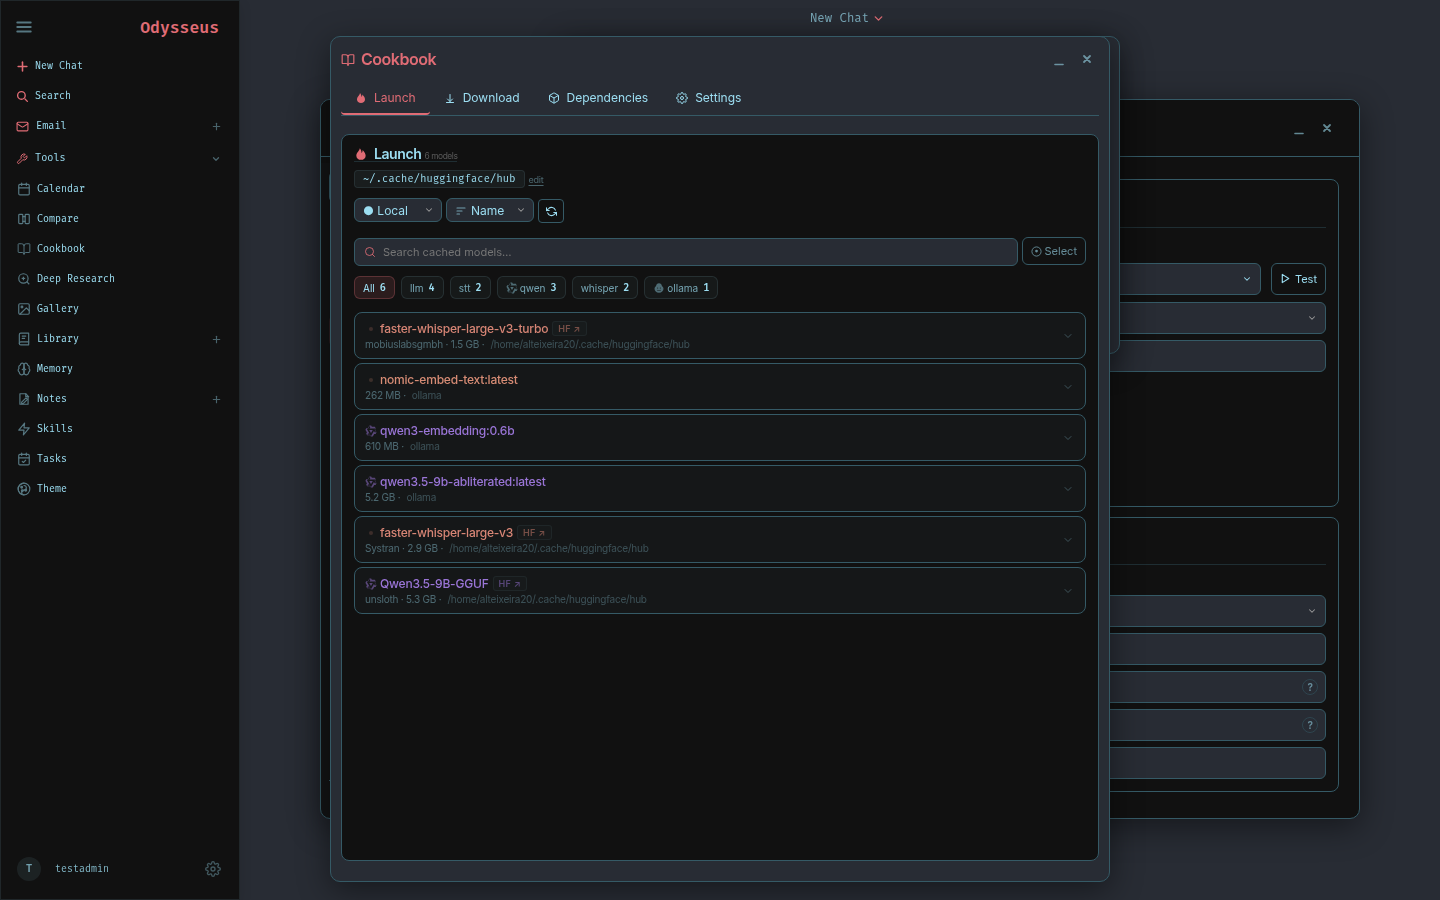 Odysseus
New Chat
Search
Email
Tools
Calendar
Compare
Cookbook
Deep Research
Gallery
Library
Memory
Notes
Skills
Tasks
Theme
T testadmin
New Chat
Cookbook
Launch Download Dependencies Settings
Launch 6 models
~/.cache/huggingface/hub edit
Local Name
Search cached models... Select
All 6 llm 4 stt 2 qwen 3 whisper 2 ollama 1
faster-whisper-large-v3-turbo HF ↗
mobiuslabsgmbh · 1.5 GB · /home/alteixeira20/.cache/huggingface/hub
nomic-embed-text:latest
262 MB · ollama
qwen3-embedding:0.6b
610 MB · ollama
qwen3.5-9b-abliterated:latest
5.2 GB · ollama
faster-whisper-large-v3 HF ↗
Systran · 2.9 GB · /home/alteixeira20/.cache/huggingface/hub
Qwen3.5-9B-GGUF HF ↗
unsloth · 5.3 GB · /home/alteixeira20/.cache/huggingface/hub
Test
?
?